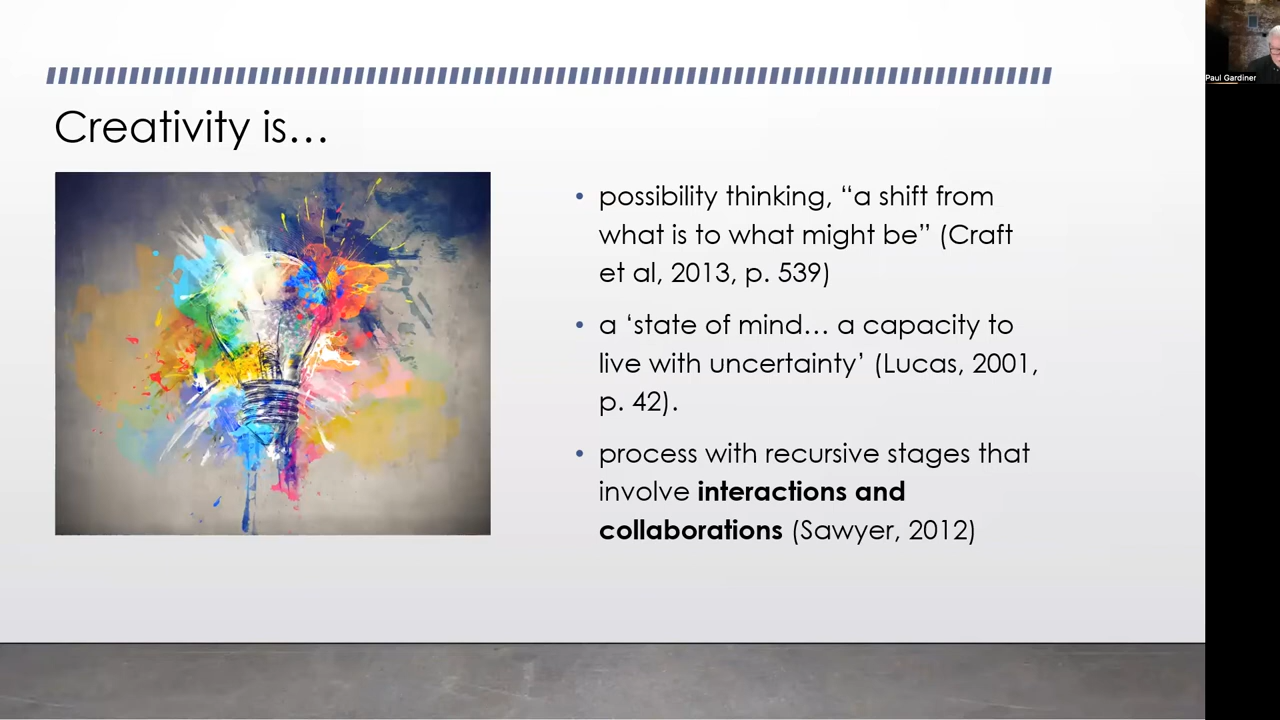 Creativity is…
possibility thinking, “a shift from
what is to what might be” (Craft
et al, 2013, p. 539)
a ‘state of mind… a capacity to
live with uncertainty’ (Lucas, 2001,
p. 42).
process with recursive stages that
involve interactions and
collaborations (Sawyer, 2012)
Paul Gardiner